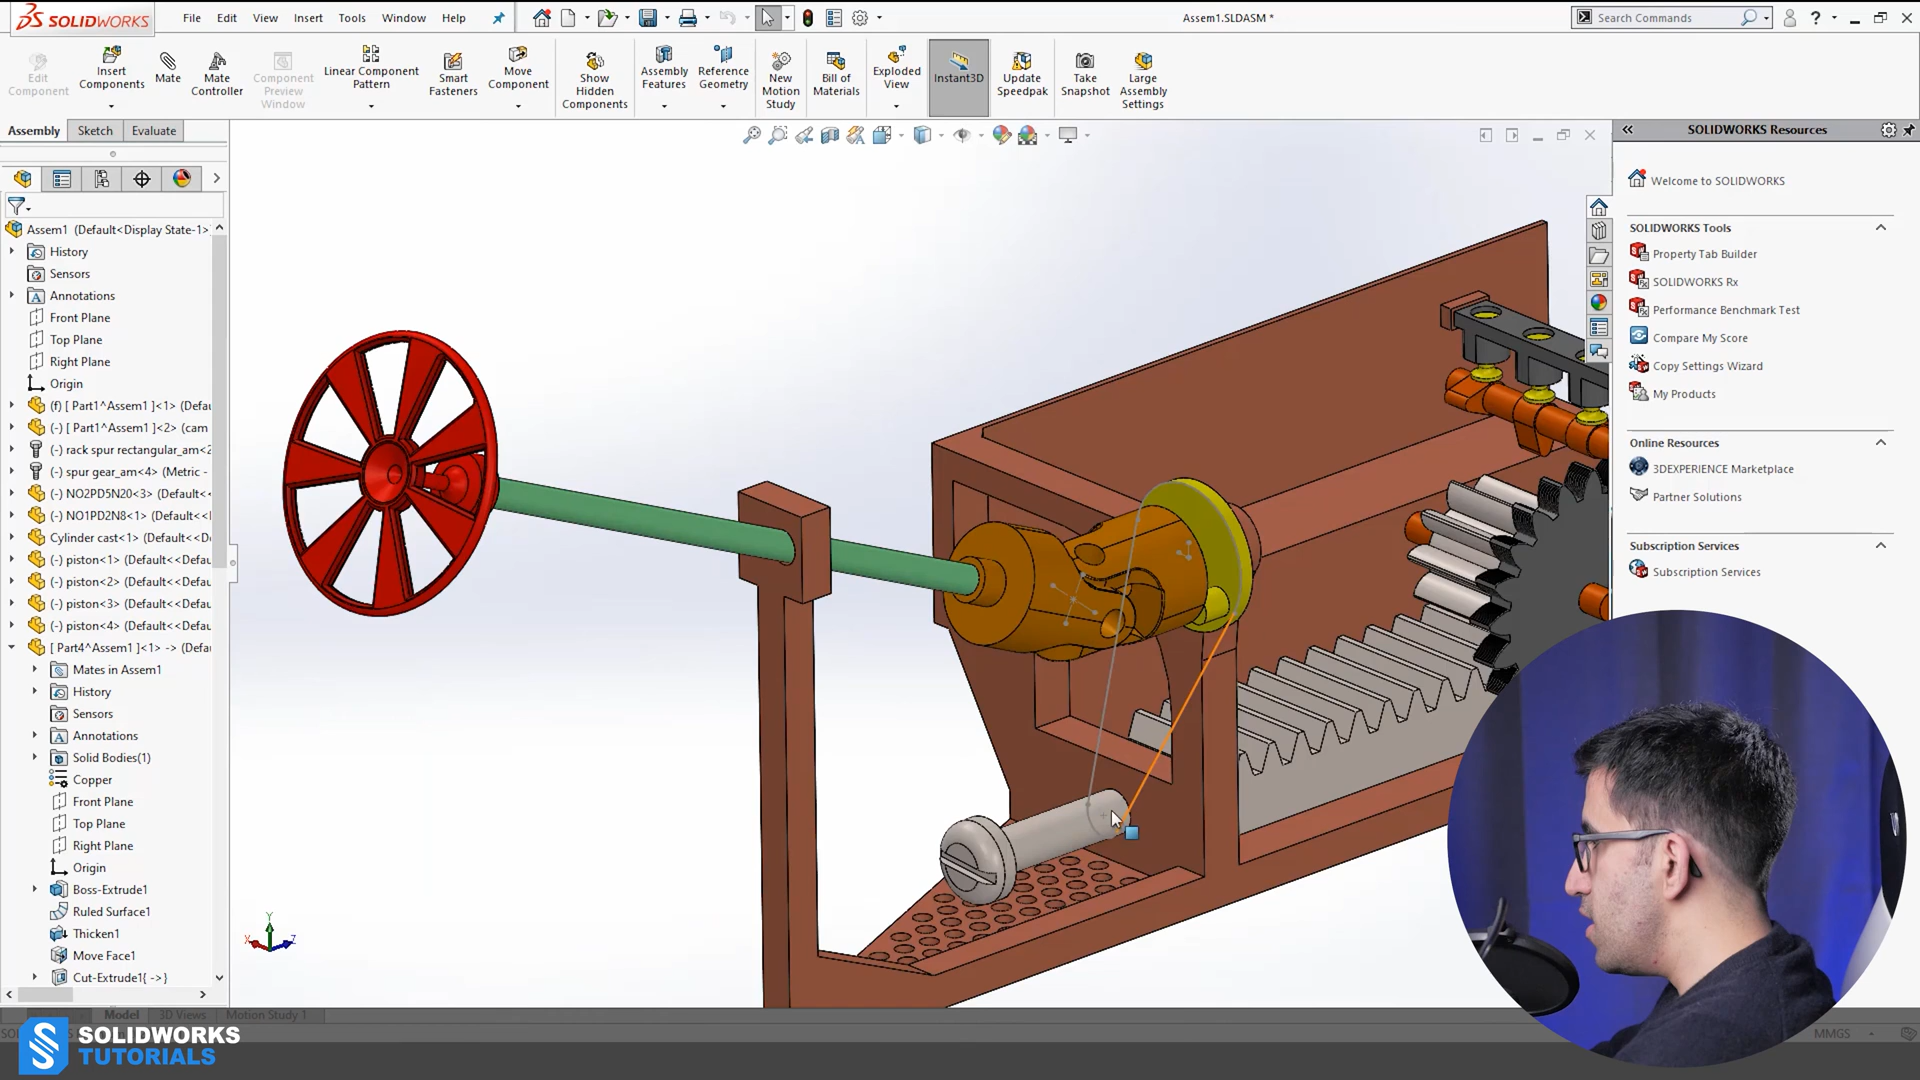 SOLIDWORKS
File Edit View Insert Tools Window Help
Assem1.SLDASM *
Search Commands
Edit Component
Insert Components
Mate
Mate Controller
Component Preview Window
Linear Component Pattern
Smart Fasteners
Move Component
Show Hidden Components
Assembly Features
Reference Geometry
New Motion Study
Bill of Materials
Exploded View
Instant3D
Update Speedpak
Take Snapshot
Large Assembly Settings
Assembly Sketch Evaluate
Assem1 (Default<Display State-1>
History
Sensors
Annotations
Front Plane
Top Plane
Right Plane
Origin
(f) [ Part1^Assem1 ]<1> (Defau
(-) [ Part1^Assem1 ]<2> (cam
(-) rack spur rectangular_am<2
(-) spur gear_am<4> (Metric -
(-) NO2PD5N20<3> (Default<<
(-) NO1PD2N8<1> (Default<<I
Cylinder cast<1> (Default<<De
(-) piston<1> (Default<<Defau
(-) piston<2> (Default<<Defau
(-) piston<3> (Default<<Defau
(-) piston<4> (Default<<Defau
[ Part4^Assem1 ]<1> -> (Defau
Mates in Assem1
History
Sensors
Annotations
Solid Bodies(1)
Copper
Front Plane
Top Plane
Right Plane
Origin
Boss-Extrude1
Ruled Surface1
Thicken1
Move Face1
Cut-Extrude1{ ->}
Y
X
Z
SOLIDWORKS Resources
Welcome to SOLIDWORKS
SOLIDWORKS Tools
Property Tab Builder
SOLIDWORKS Rx
Performance Benchmark Test
Compare My Score
Copy Settings Wizard
My Products
Online Resources
3DEXPERIENCE Marketplace
Partner Solutions
Subscription Services
Subscription Services
Model 3D Views Motion Study 1
MMGS
SOLIDWORKS
TUTORIALS